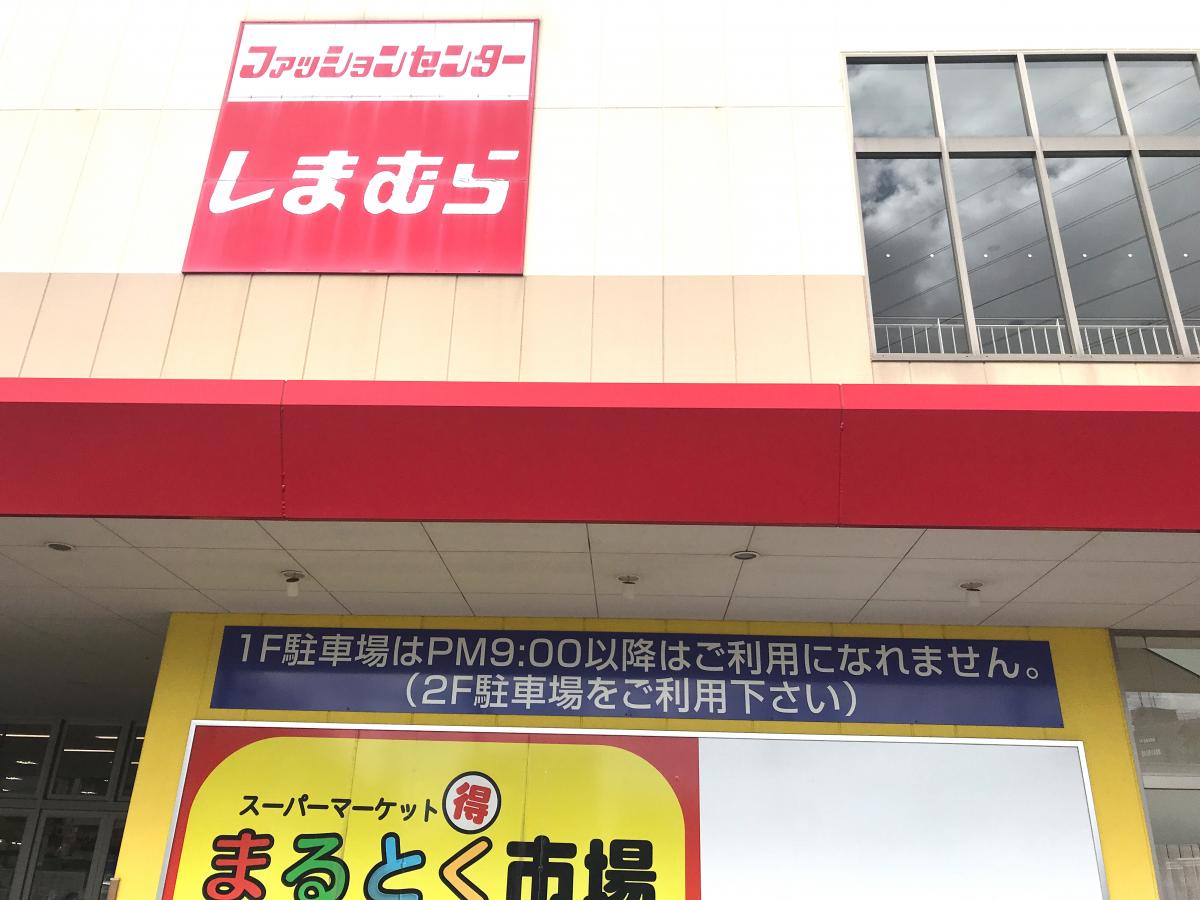 ファッションセンター
しまむら
1F駐車場はPM9:00以降はご利用になれません。
（2F駐車場をご利用下さい）
スーパーマーケット 得
まるとく市場